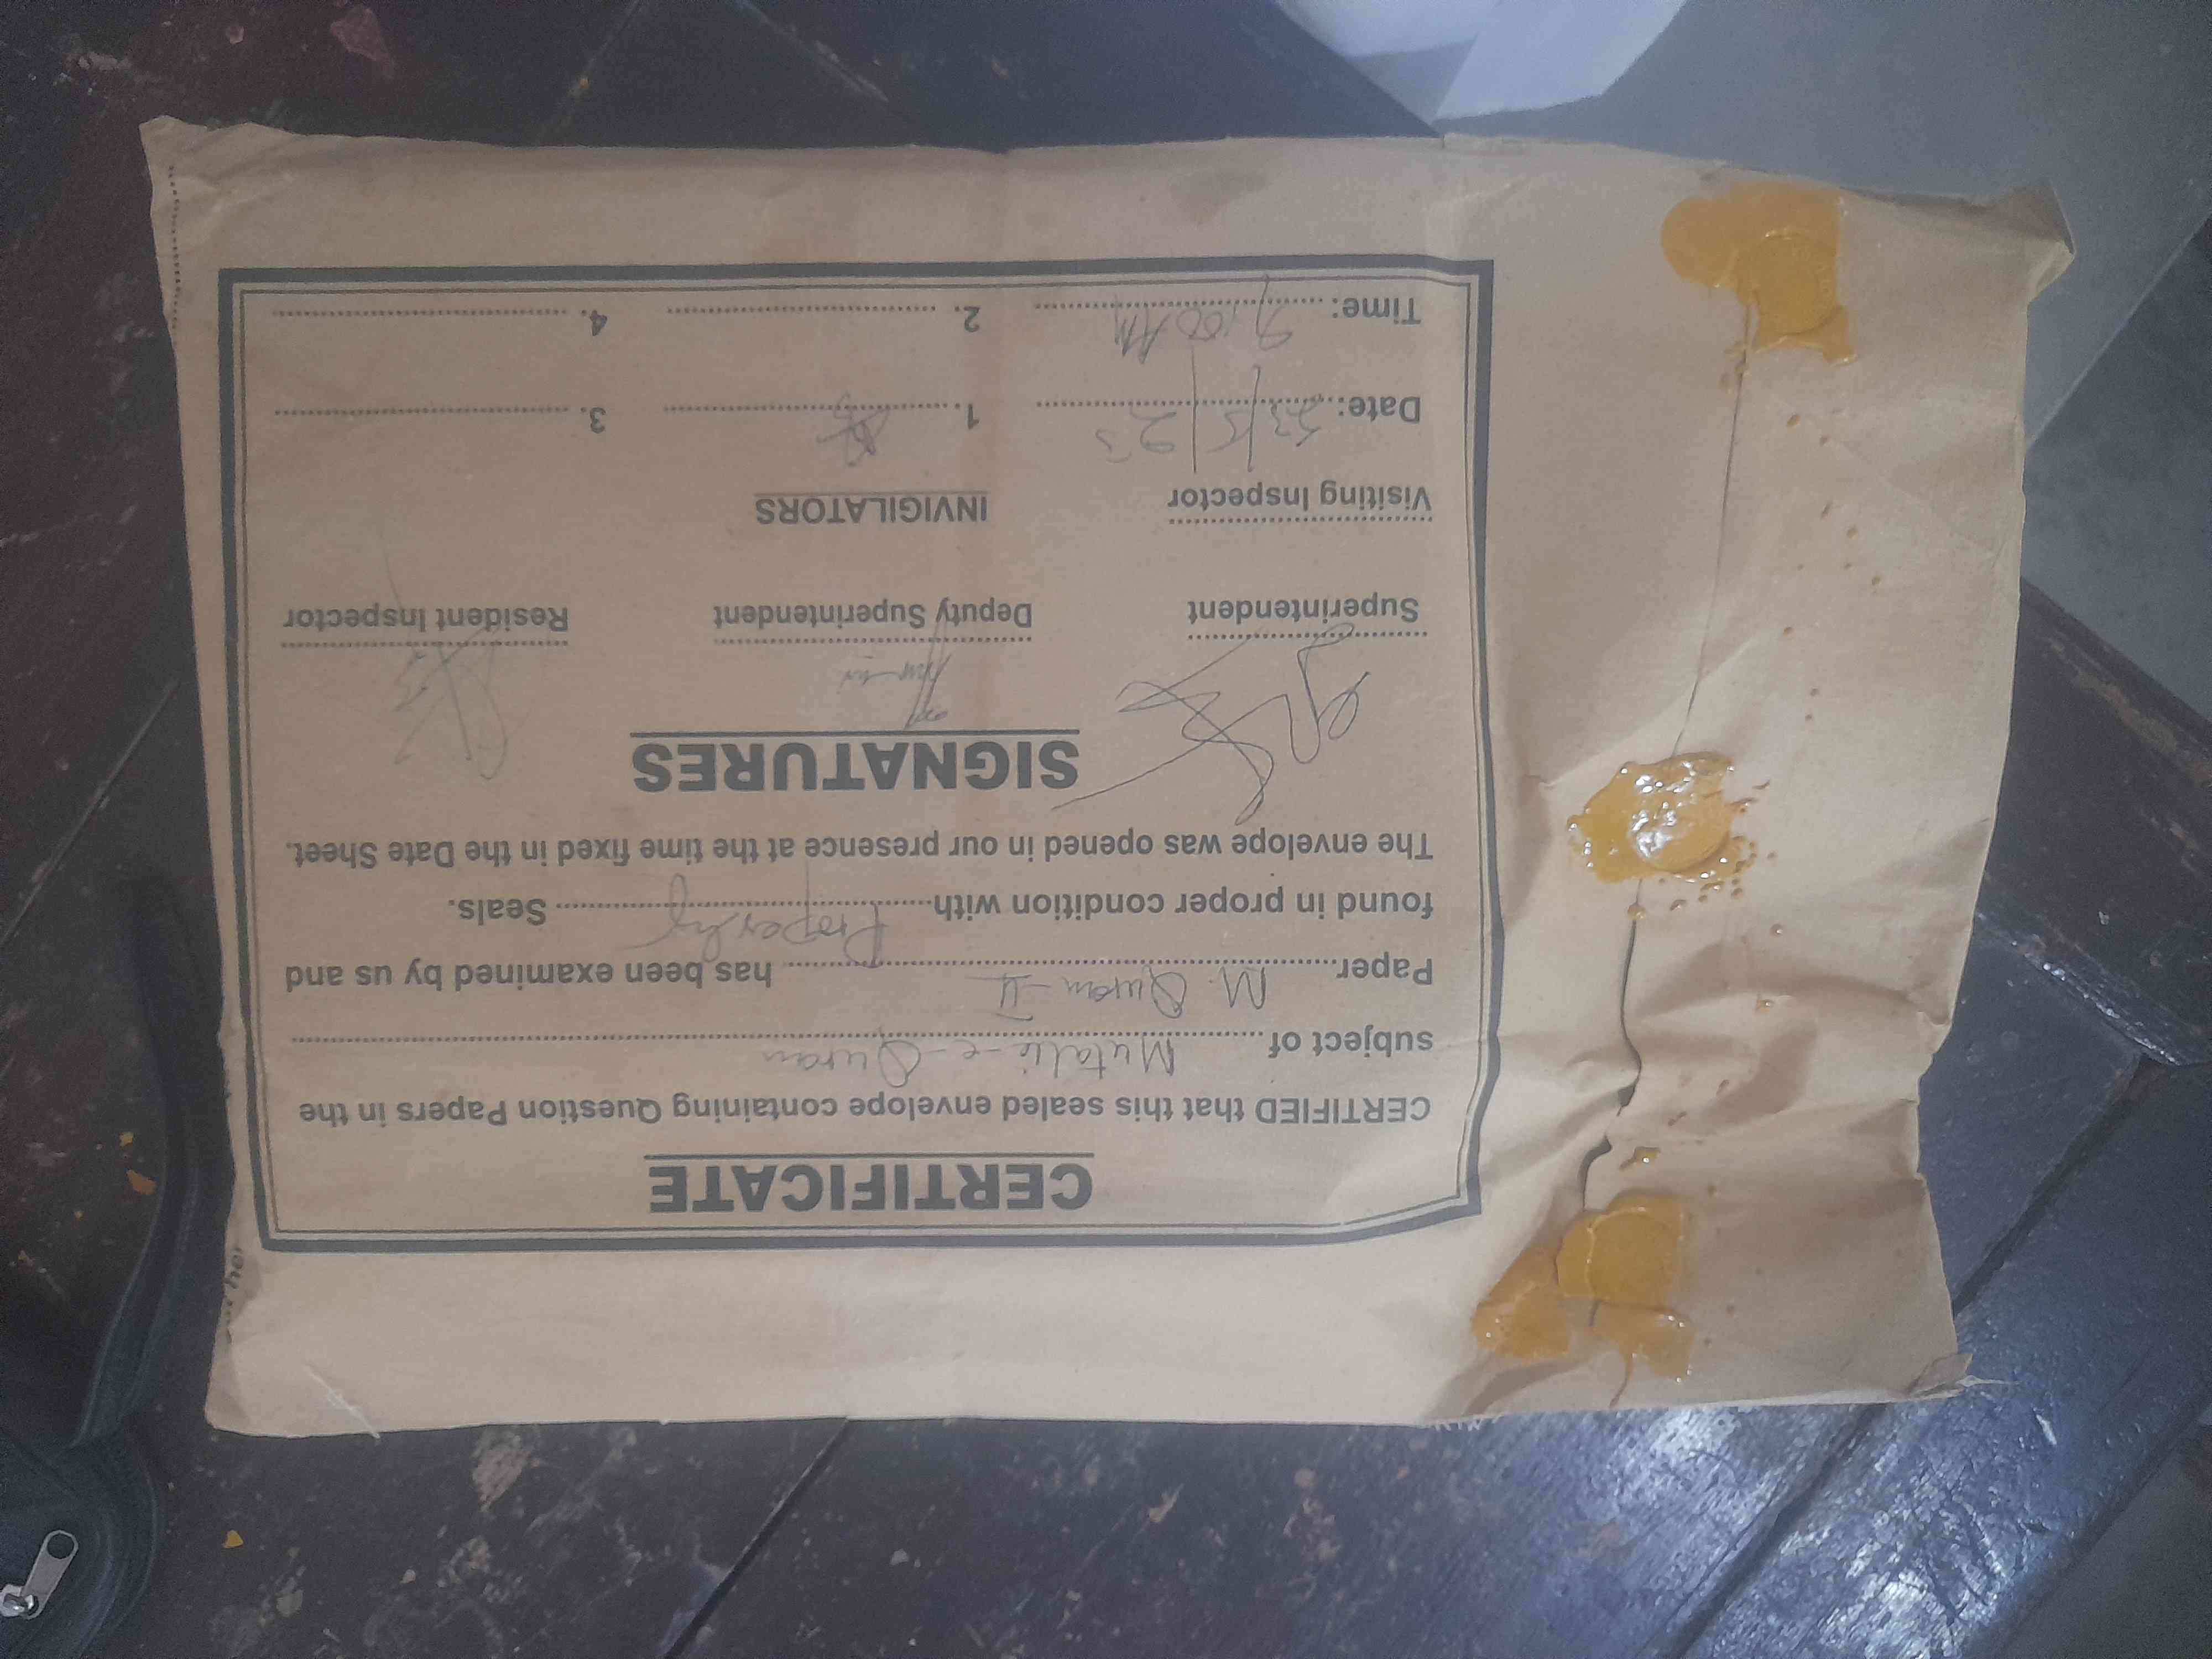 CERTIFICATE
CERTIFIED that this sealed envelope containing Question Papers in the
subject of Mutalia-e-Quran
Paper M. Quran-II has been examined by us and
found in proper condition with Properly Seals.
The envelope was opened in our presence at the time fixed in the Date Sheet.
SIGNATURES
Superintendent Deputy Superintendent Resident Inspector
Visiting Inspector INVIGILATORS
Date: 23/5/23 1. 3.
Time: 9:00 AM 2. 4.